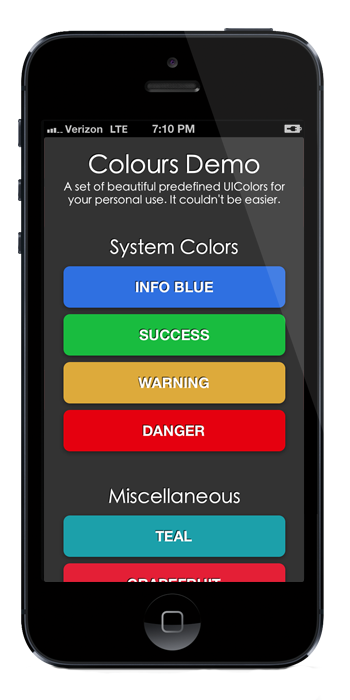 Verizon LTE 7:10 PM
Colours Demo
A set of beautiful predefined UIColors for
your personal use. It couldn't be easier.
System Colors
INFO BLUE
SUCCESS
WARNING
DANGER
Miscellaneous
TEAL
GRAPEFRUIT